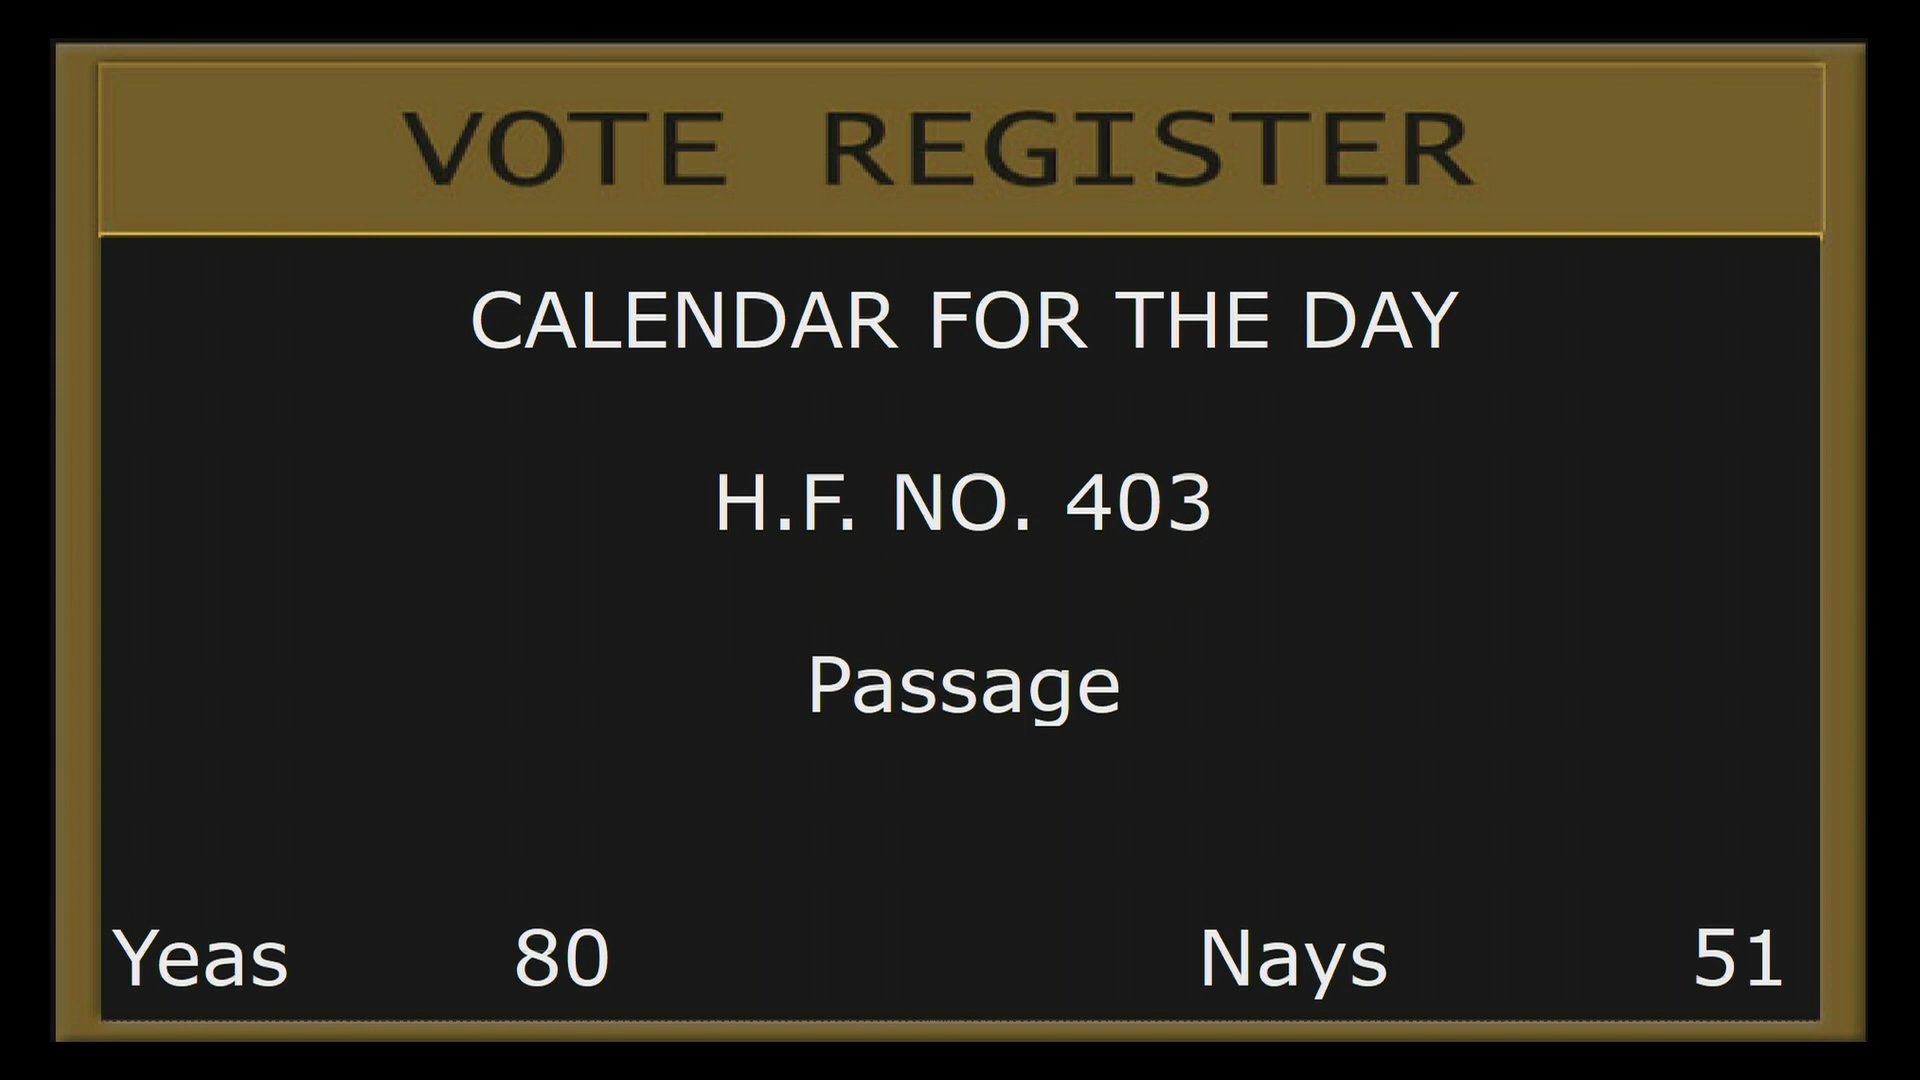 VOTE REGISTER
CALENDAR FOR THE DAY
H.F. NO. 403
Passage
Yeas 80 Nays 51